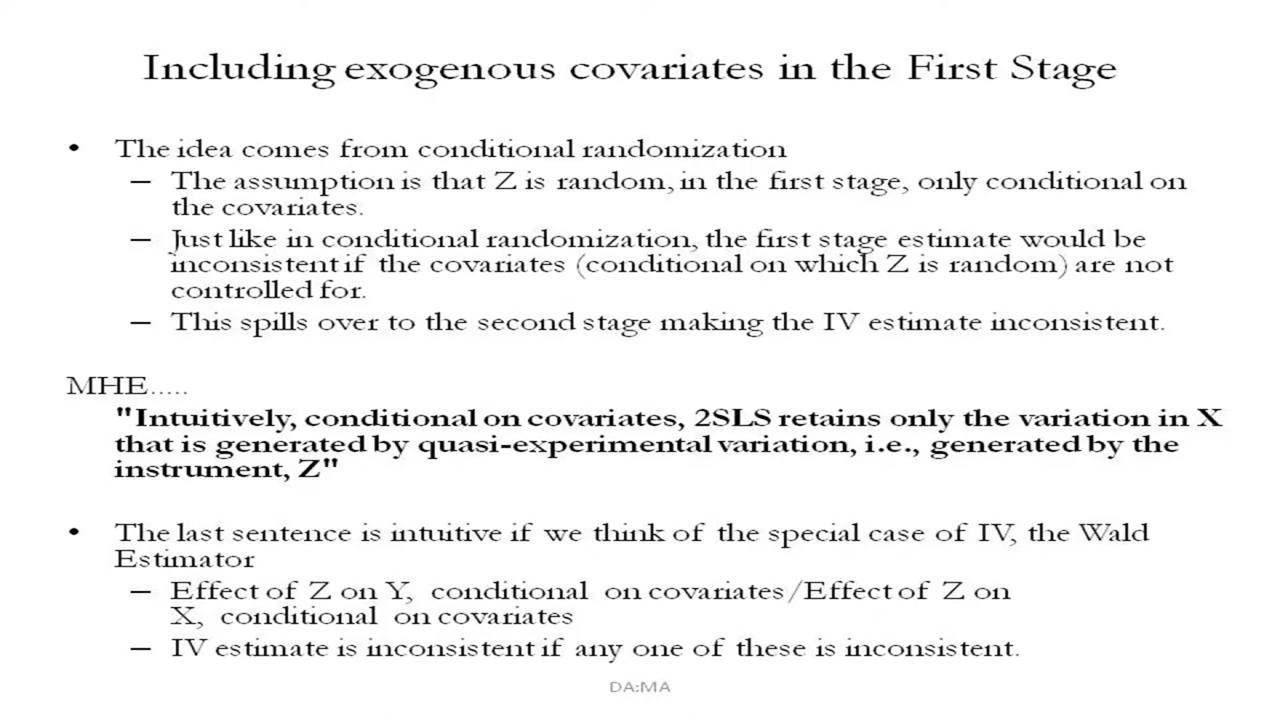 Including exogenous covariates in the First Stage
• The idea comes from conditional randomization
– The assumption is that Z is random, in the first stage, only conditional on
the covariates.
– Just like in conditional randomization, the first stage estimate would be
inconsistent if the covariates (conditional on which Z is random) are not
controlled for.
– This spills over to the second stage making the IV estimate inconsistent.
MHE.....
"Intuitively, conditional on covariates, 2SLS retains only the variation in X
that is generated by quasi-experimental variation, i.e., generated by the
instrument, Z"
• The last sentence is intuitive if we think of the special case of IV, the Wald
Estimator
– Effect of Z on Y, conditional on covariates/Effect of Z on
X, conditional on covariates
– IV estimate is inconsistent if any one of these is inconsistent.
DA:MA